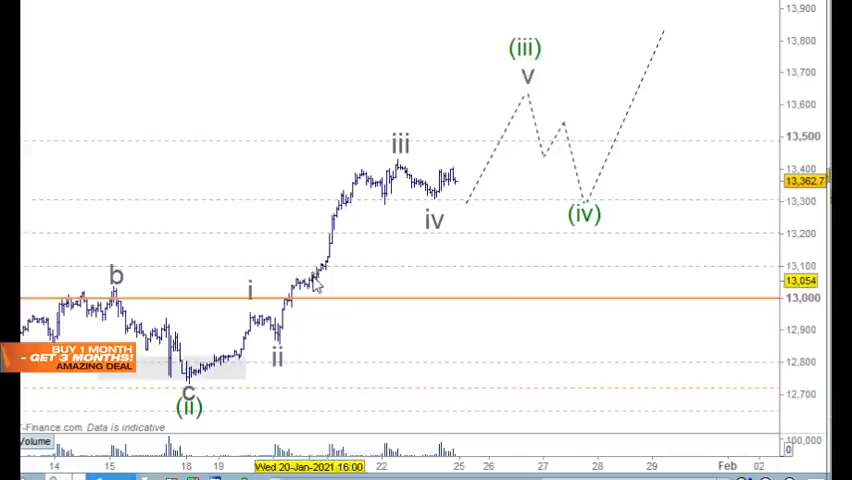 13,900
13,800
(iii)
v
13,700
13,600
13,500
iii
13,400
13,362.7
13,300
iv
(iv)
13,200
13,100
b
i
13,054
13,000
12,900
BUY 1 MONTH
- GET 3 MONTHS!
AMAZING DEAL
ii
12,800
c
(ii)
12,700
-Finance.com Data is indicative
Volume
100,000
0
14 15 18 19 Wed 20-Jan-2021 16:00 22 25 26 27 28 29 Feb 02